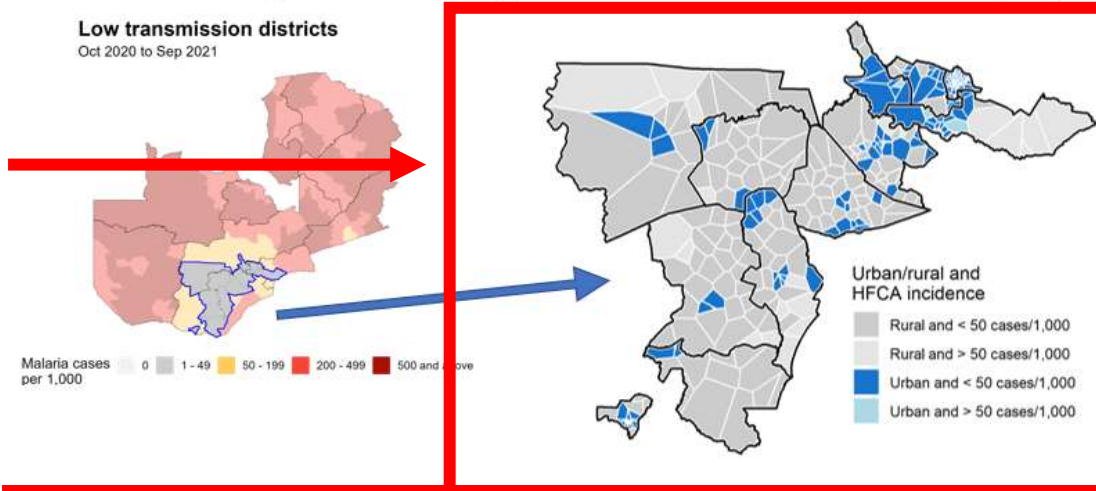 Low transmission districts
Oct 2020 to Sep 2021
Malaria cases
per 1,000
0
1 - 49
50 - 199
200 - 499
500 and above
Urban/rural and
HFCA incidence
Rural and < 50 cases/1,000
Rural and > 50 cases/1,000
Urban and < 50 cases/1,000
Urban and > 50 cases/1,000